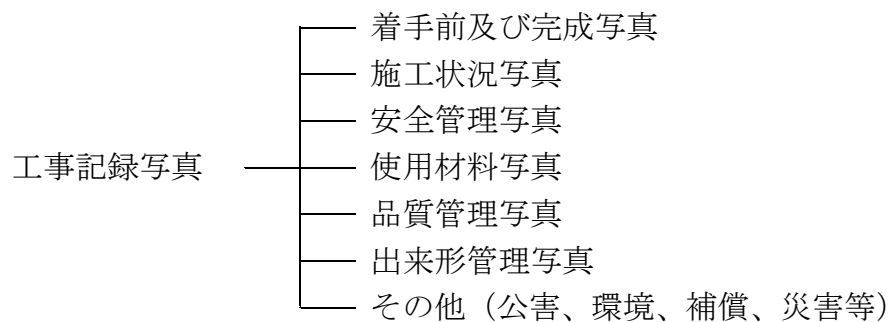 着手前及び完成写真
施工状況写真
安全管理写真
工事記録写真
使用材料写真
品質管理写真
出来形管理写真
その他（公害、環境、補償、災害等）